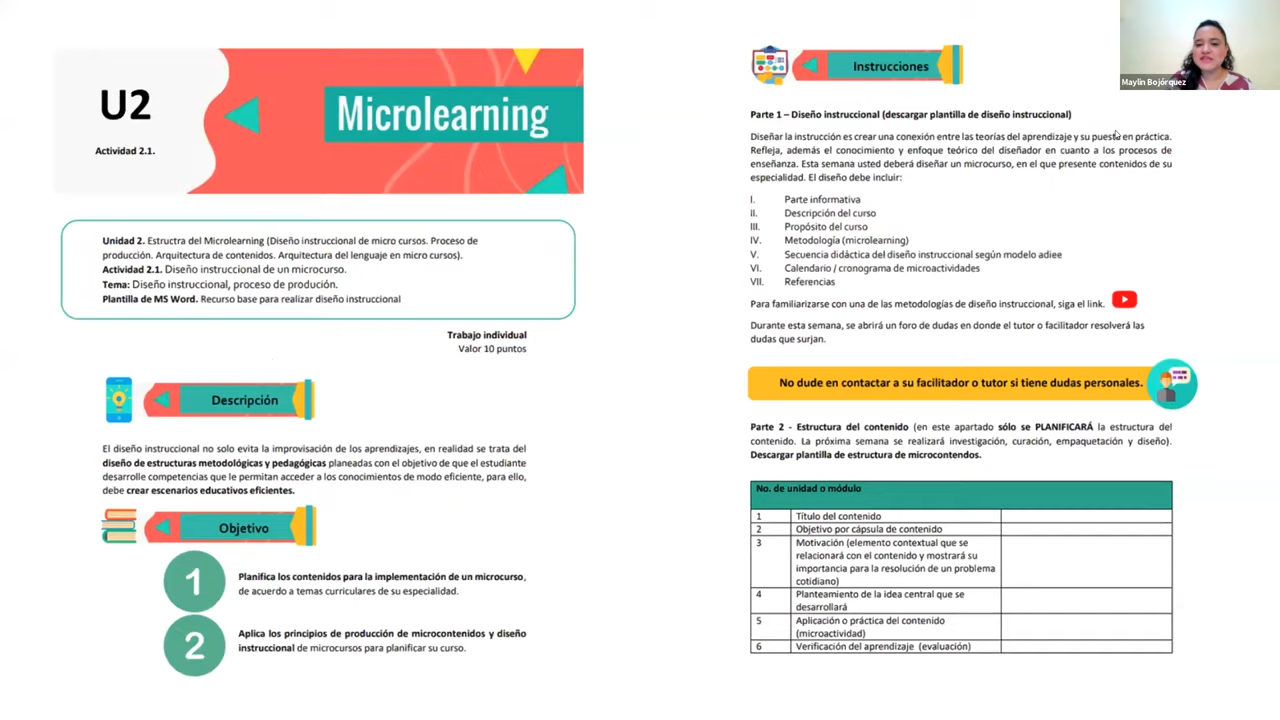 U2
Microlearning
Actividad 2.1.
Unidad 2. Estructra del Microlearning (Diseño instruccional de micro cursos. Proceso de
producción. Arquitectura de contenidos. Arquitectura del lenguaje en micro cursos).
Actividad 2.1. Diseño instruccional de un microcurso.
Tema: Diseño instruccional, proceso de produción.
Plantilla de MS Word. Recurso base para realizar diseño instruccional
Trabajo individual
Valor 10 puntos
Descripción
El diseño instruccional no solo evita la improvisación de los aprendizajes, en realidad se trata del
diseño de estructuras metodológicas y pedagógicas planeadas con el objetivo de que el estudiante
desarrolle competencias que le permitan acceder a los conocimientos de modo eficiente, para ello,
debe crear escenarios educativos eficientes.
Objetivo
1
Planifica los contenidos para la implementación de un microcurso,
de acuerdo a temas curriculares de su especialidad.
2
Aplica los principios de producción de microcontenidos y diseño
instruccional de microcursos para planificar su curso.
Instrucciones
Maylin Bojórquez
Parte 1 – Diseño instruccional (descargar plantilla de diseño instruccional)
Diseñar la instrucción es crear una conexión entre las teorías del aprendizaje y su puesta en práctica.
Refleja, además el conocimiento y enfoque teórico del diseñador en cuanto a los procesos de
enseñanza. Esta semana usted deberá diseñar un microcurso, en el que presente contenidos de su
especialidad. El diseño debe incluir:
I. Parte informativa
II. Descripción del curso
III. Propósito del curso
IV. Metodología (microlearning)
V. Secuencia didáctica del diseño instruccional según modelo adiee
VI. Calendario / cronograma de microactividades
VII. Referencias
Para familiarizarse con una de las metodologías de diseño instruccional, siga el link.
Durante esta semana, se abrirá un foro de dudas en donde el tutor o facilitador resolverá las
dudas que surjan.
No dude en contactar a su facilitador o tutor si tiene dudas personales.
Parte 2 - Estructura del contenido (en este apartado sólo se PLANIFICARÁ la estructura del
contenido. La próxima semana se realizará investigación, curación, empaquetación y diseño).
Descargar plantilla de estructura de microcontendos.
No. de unidad o módulo
1 Título del contenido
2 Objetivo por cápsula de contenido
3 Motivación (elemento contextual que se
relacionará con el contenido y mostrará su
importancia para la resolución de un problema
cotidiano)
4 Planteamiento de la idea central que se
desarrollará
5 Aplicación o práctica del contenido
(microactividad)
6 Verificación del aprendizaje (evaluación)